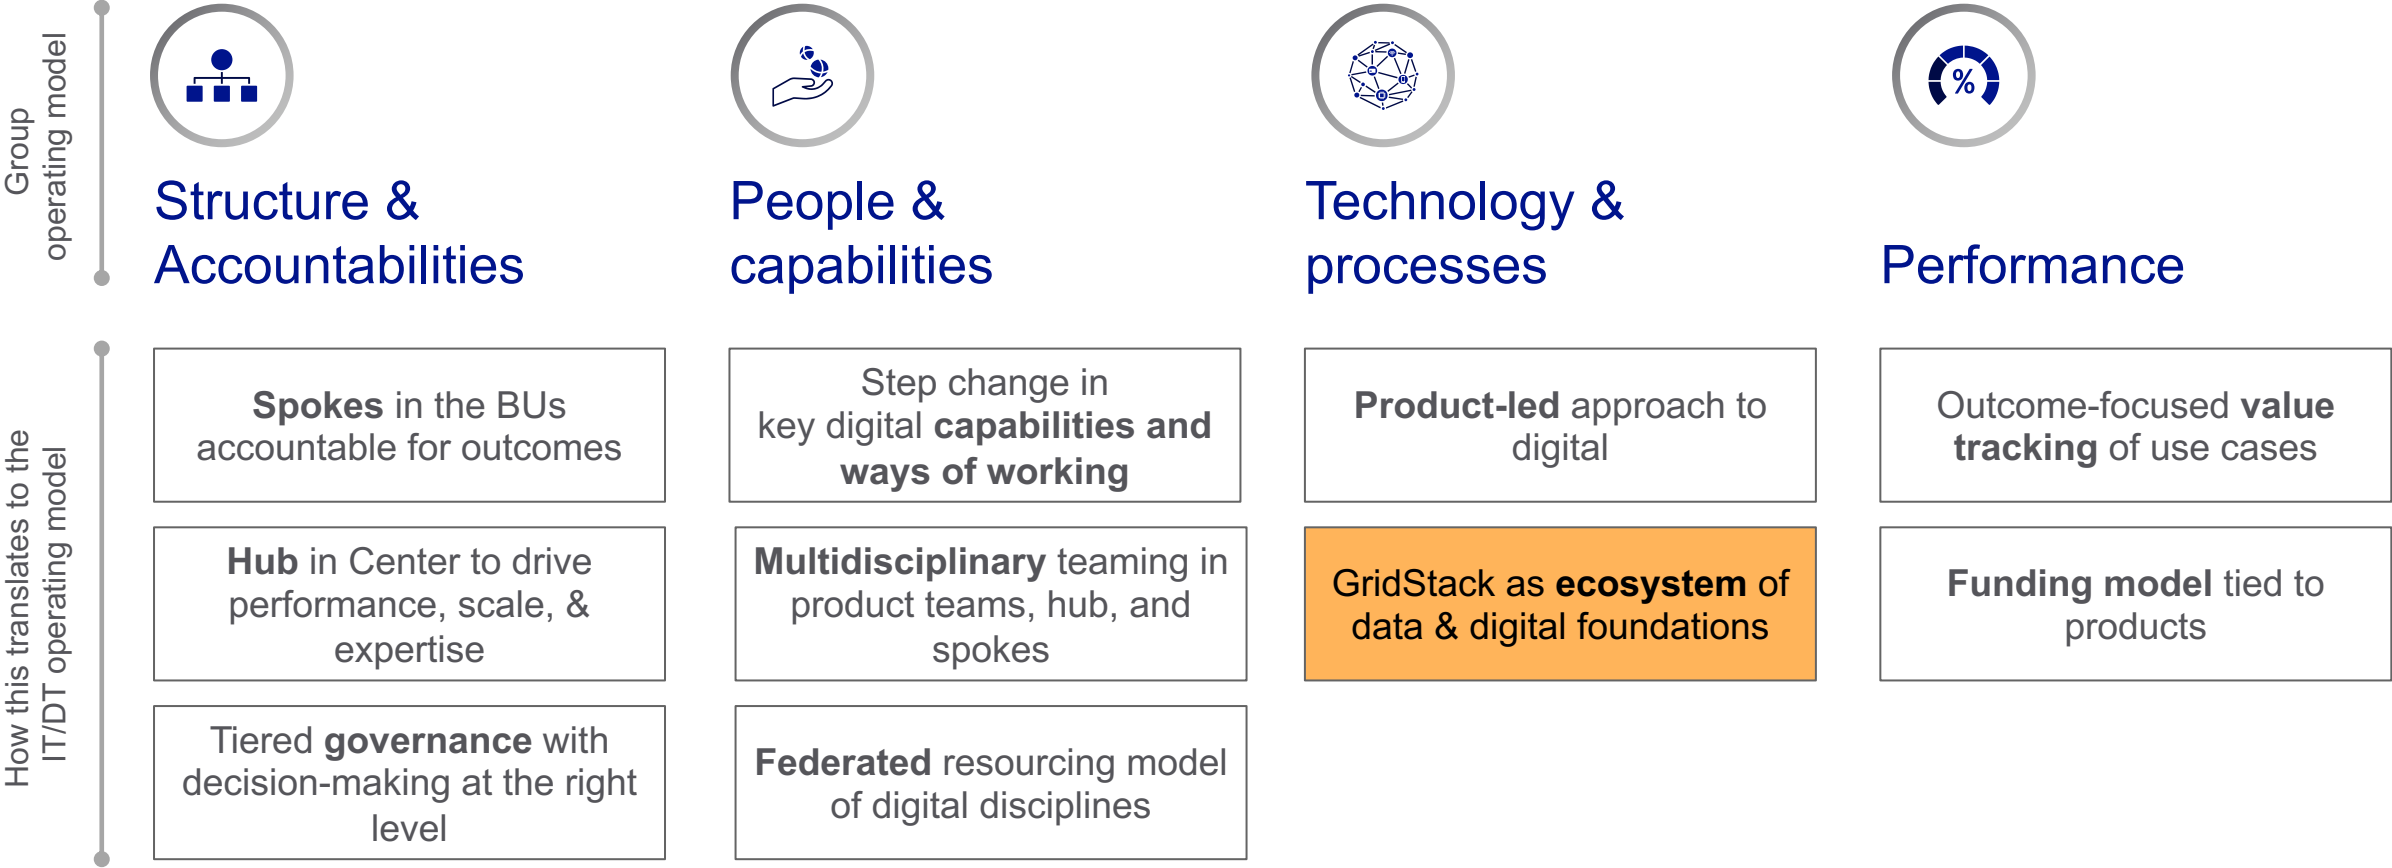 Group
operating model
%
Structure &
Accountabilities
People &
capabilities
Technology &
processes
Performance
How this translates to the
IT/DT operating model
Spokes in the BUs
accountable for outcomes
Hub in Center to drive
performance, scale, &
expertise
Tiered governance with
decision-making at the right
level
Step change in
key digital capabilities and
ways of working
Multidisciplinary teaming in
product teams, hub, and
spokes
Federated resourcing model
of digital disciplines
Product-led approach to
digital
GridStack as ecosystem of
data & digital foundations
Outcome-focused value
tracking of use cases
Funding model tied to
products